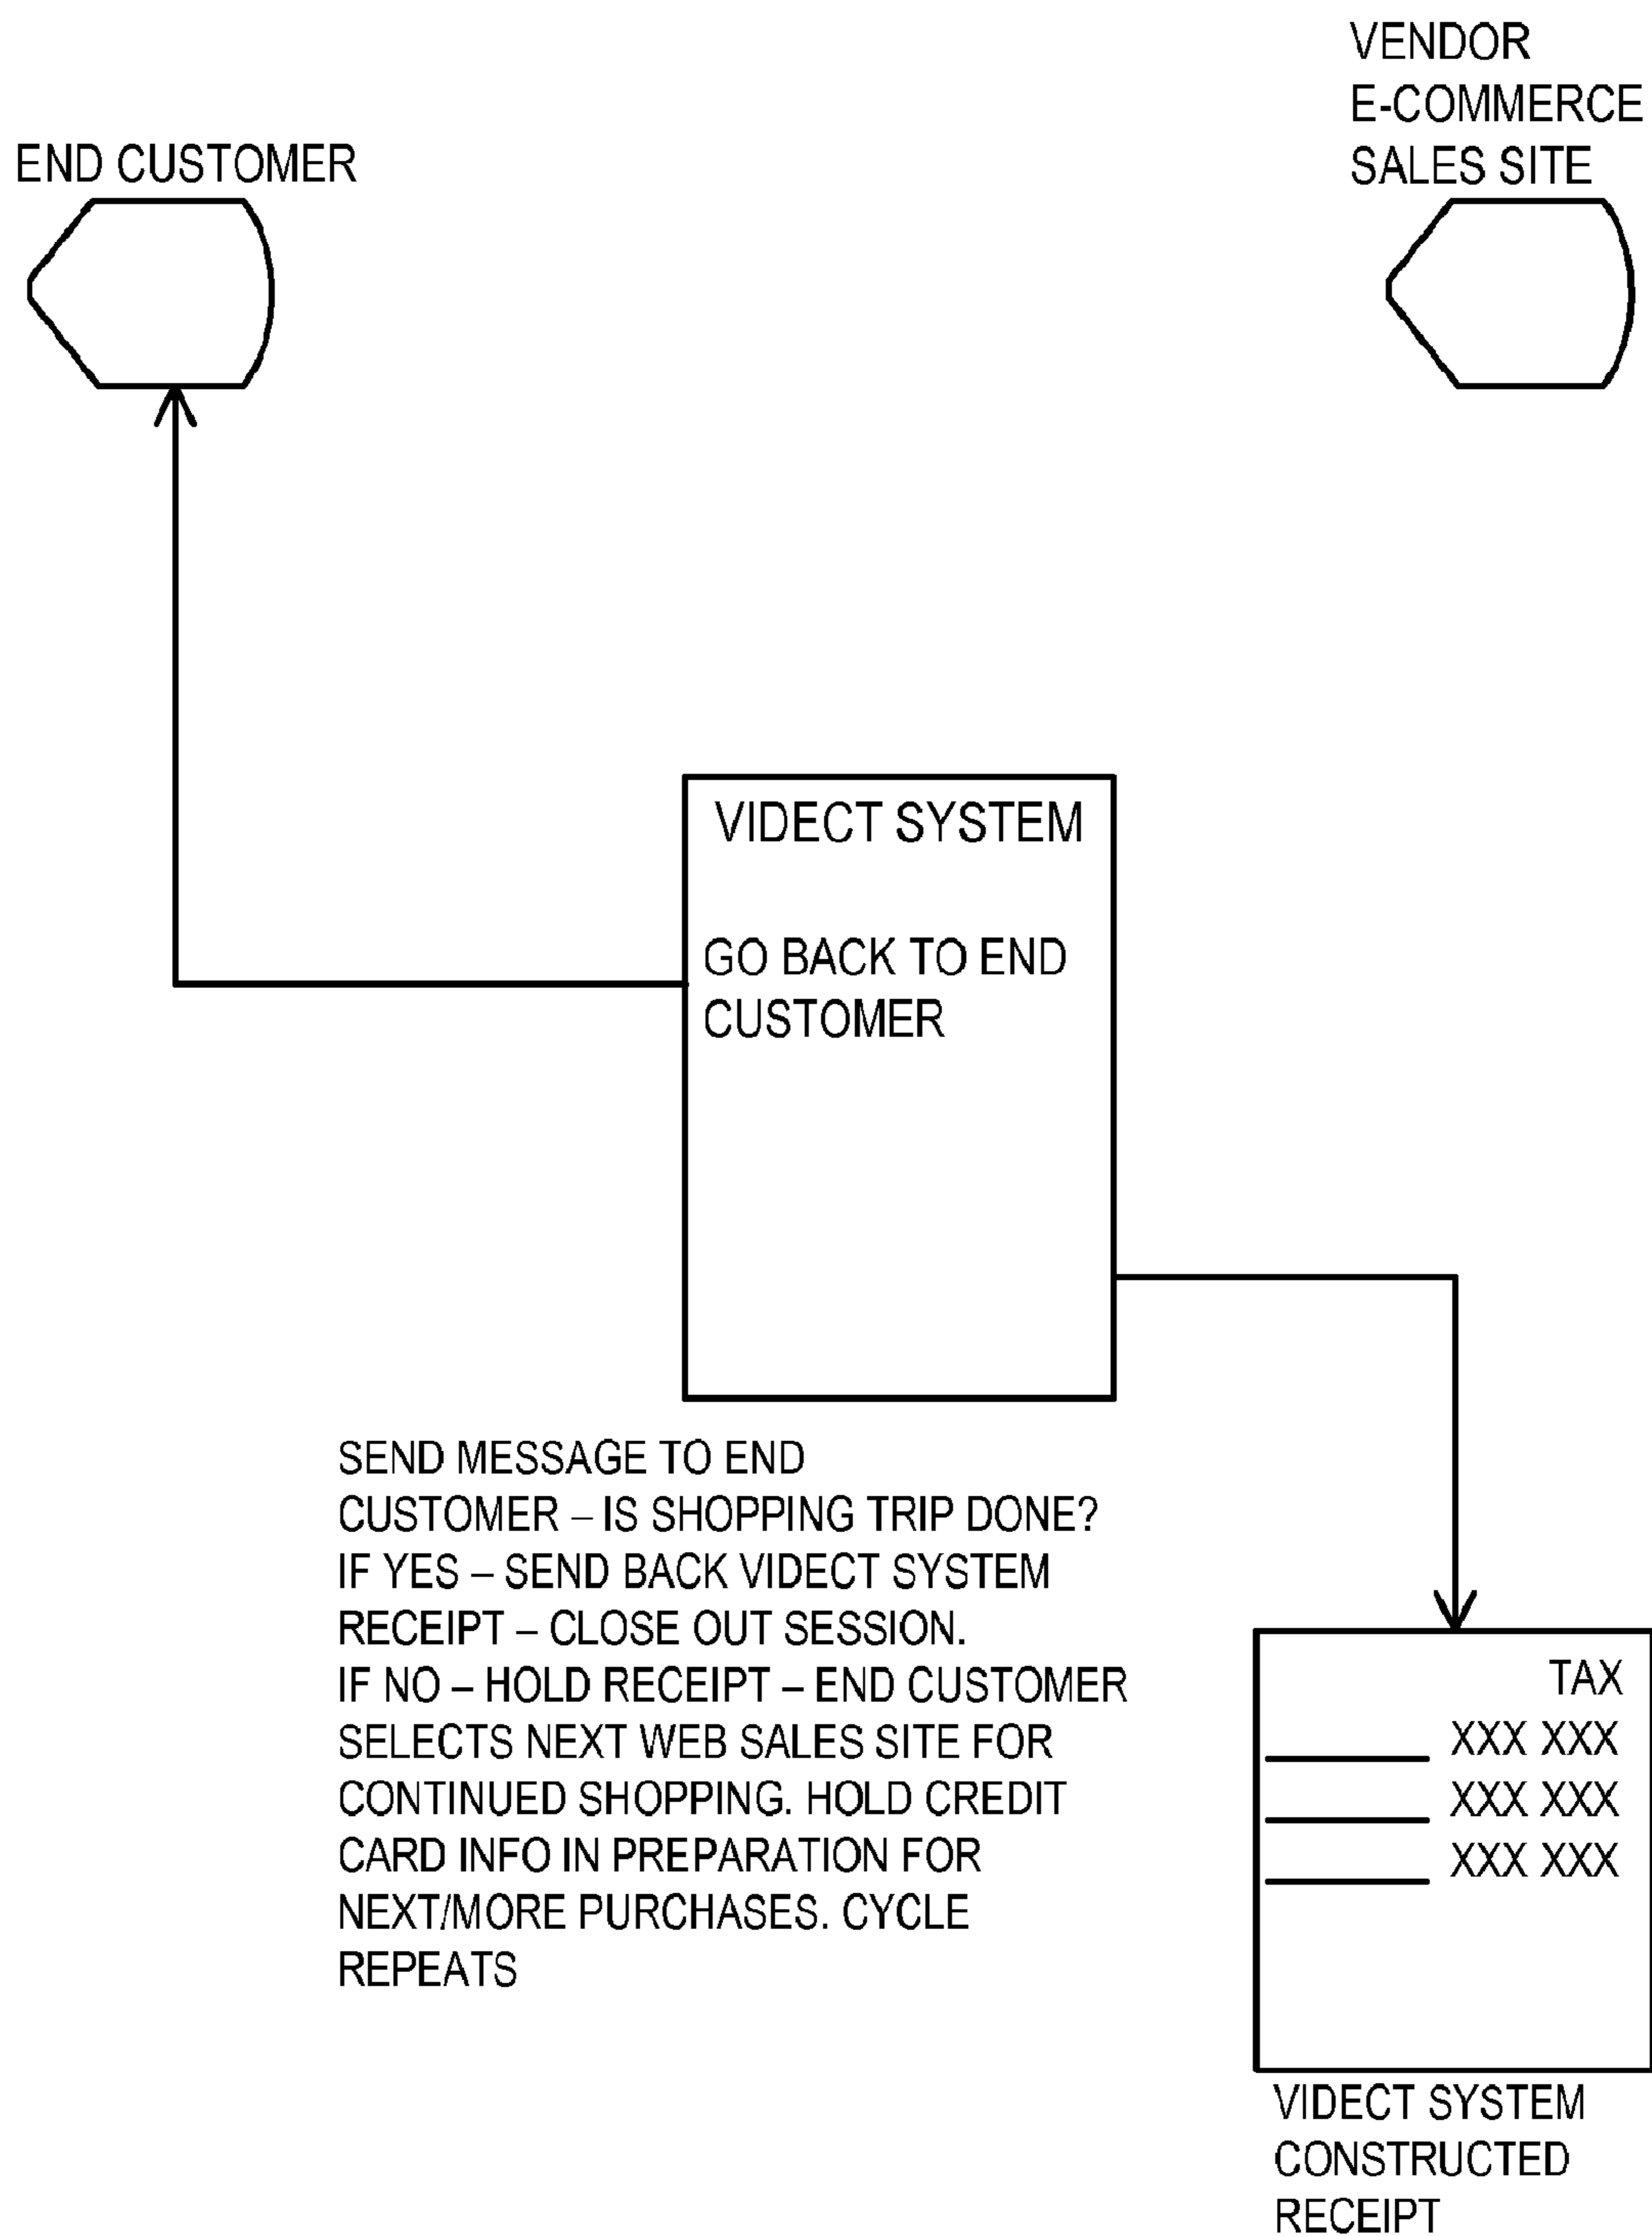 VENDOR
E-COMMERCE
SALES SITE
END CUSTOMER
VIDECT SYSTEM
GO BACK TO END
CUSTOMER
SEND MESSAGE TO END
CUSTOMER – IS SHOPPING TRIP DONE?
IF YES – SEND BACK VIDECT SYSTEM
RECEIPT – CLOSE OUT SESSION.
IF NO – HOLD RECEIPT – END CUSTOMER
SELECTS NEXT WEB SALES SITE FOR
CONTINUED SHOPPING. HOLD CREDIT
CARD INFO IN PREPARATION FOR
NEXT/MORE PURCHASES. CYCLE
REPEATS
TAX
XXX XXX
XXX XXX
XXX XXX
VIDECT SYSTEM
CONSTRUCTED
RECEIPT